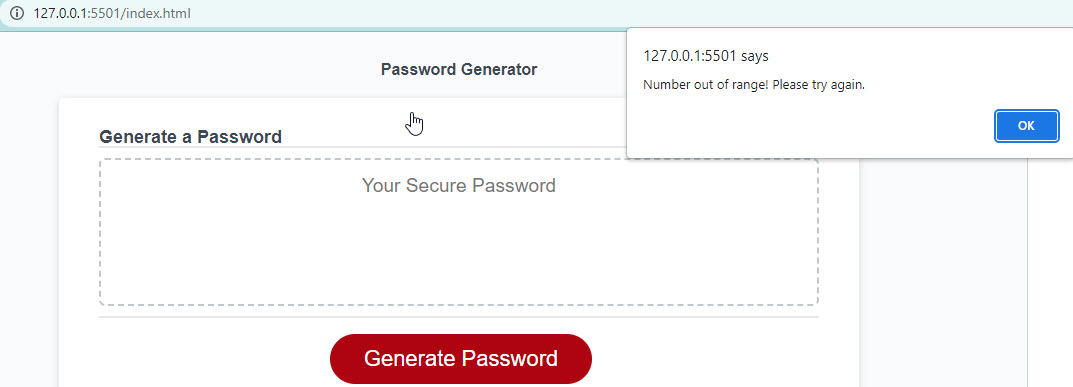 127.0.0.1:5501/index.html
127.0.0.1:5501 says
Number out of range! Please try again.
OK
Password Generator
Generate a Password
Your Secure Password
Generate Password